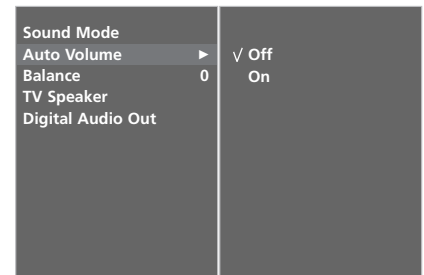 Sound Mode
Auto Volume ► √ Off
Balance 0 On
TV Speaker
Digital Audio Out